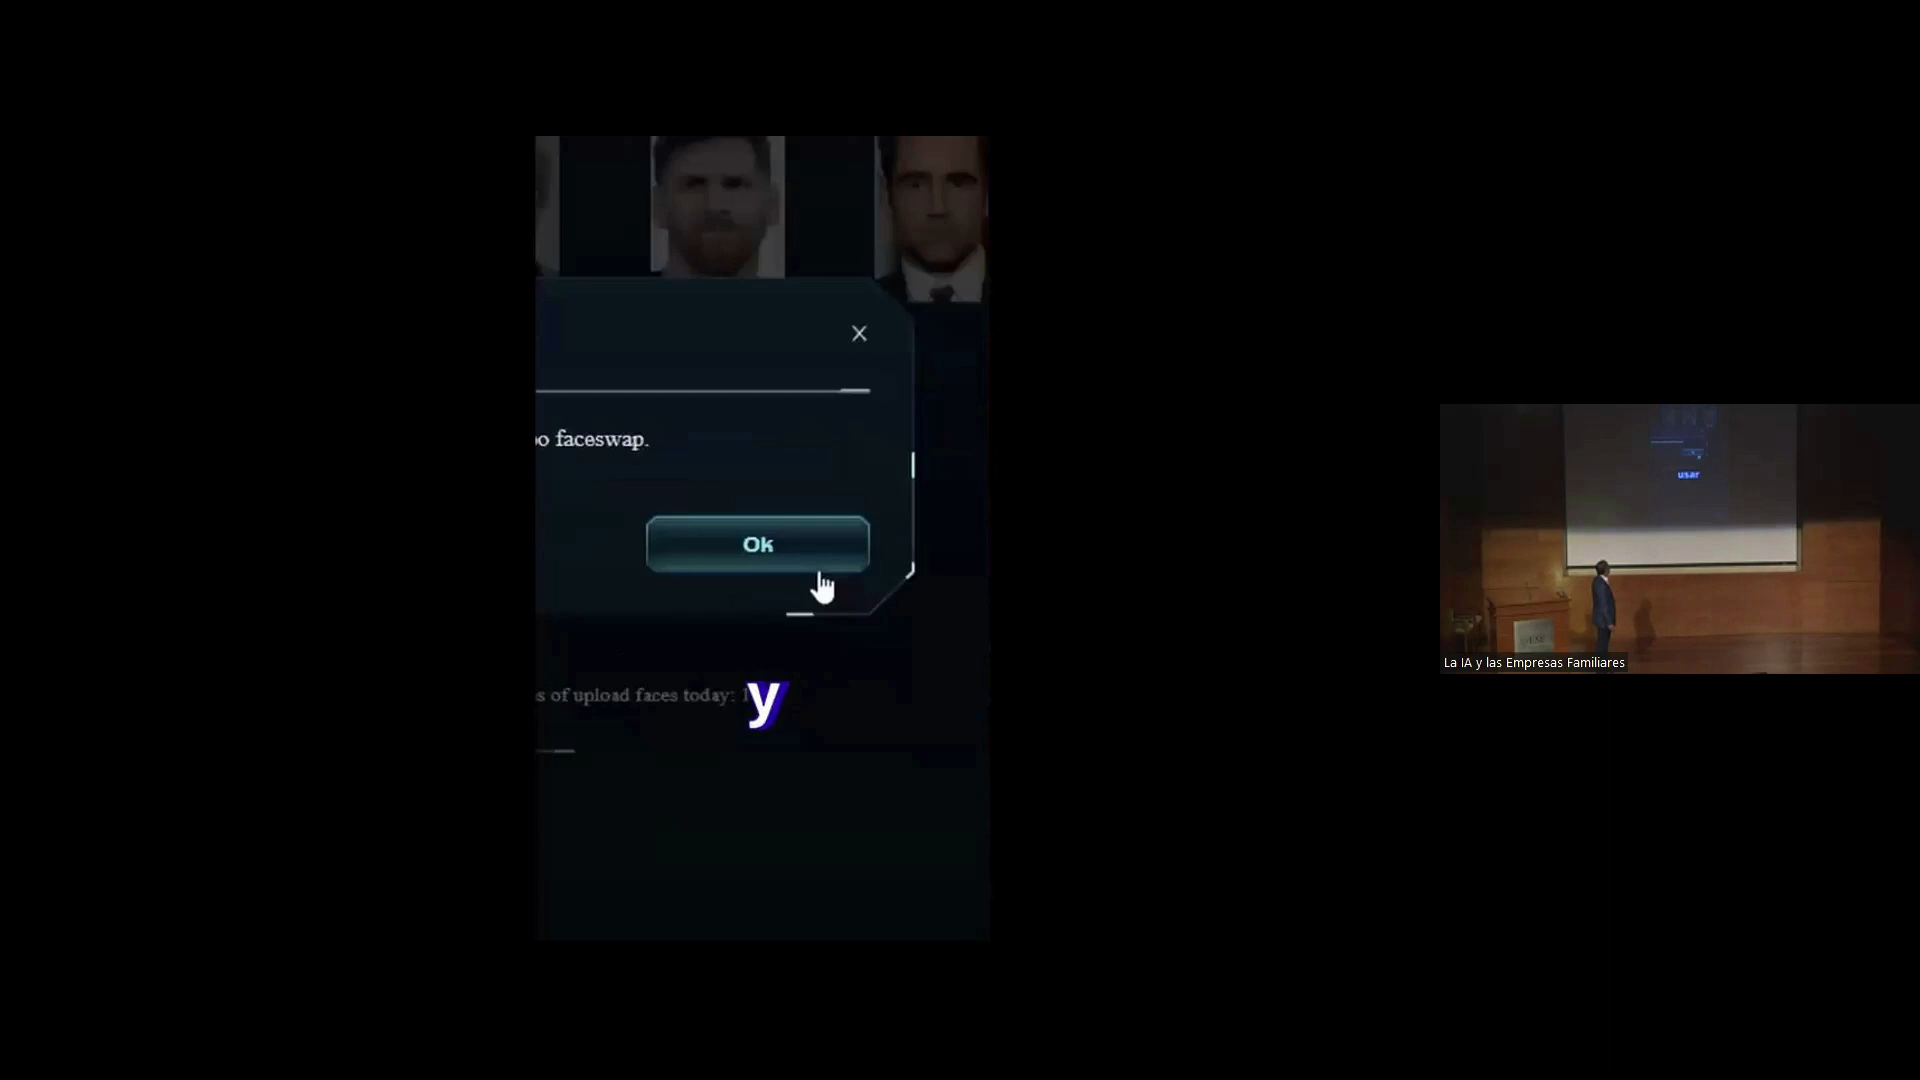 faceswap.
Ok
s of upload faces today:
y
usar
La IA y las Empresas Familiares